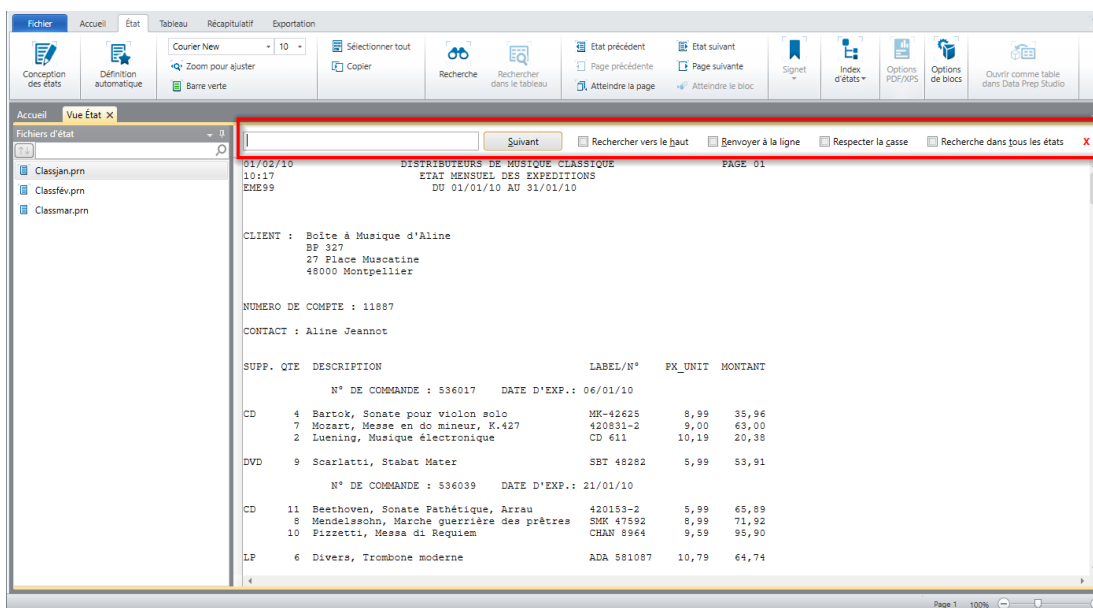 Fichier Accueil État Tableau Récapitulatif Exportation
Conception des états
Définition automatique
Courier New 10
Zoom pour ajuster
Barre verte
Sélectionner tout
Copier
Recherche
Rechercher dans le tableau
Etat précédent
Page précédente
Atteindre la page
Etat suivant
Page suivante
Atteindre le bloc
Signet
Index d'états
Options PDF/XPS
Options de blocs
Ouvrir comme table dans Data Prep Studio
Accueil Vue État X
Fichiers d'état
Classjan.prn
Classfév.prn
Classmar.prn
Suivant Rechercher vers le haut Renvoyer à la ligne Respecter la casse Recherche dans tous les états X
01/02/10 DISTRIBUTEURS DE MUSIQUE CLASSIQUE PAGE 01
10:17 ETAT MENSUEL DES EXPEDITIONS
EME99 DU 01/01/10 AU 31/01/10
CLIENT : Boîte à Musique d'Aline
BP 327
27 Place Muscatine
48000 Montpellier
NUMERO DE COMPTE : 11887
CONTACT : Aline Jeannot
SUPP. QTE DESCRIPTION LABEL/N° PX_UNIT MONTANT
N° DE COMMANDE : 536017 DATE D'EXP.: 06/01/10
CD 4 Bartok, Sonate pour violon solo MK-42625 8,99 35,96
7 Mozart, Messe en do mineur, K.427 420831-2 9,00 63,00
2 Luening, Musique électronique CD 611 10,19 20,38
DVD 9 Scarlatti, Stabat Mater SBT 48282 5,99 53,91
N° DE COMMANDE : 536039 DATE D'EXP.: 21/01/10
CD 11 Beethoven, Sonate Pathétique, Arrau 420153-2 5,99 65,89
8 Mendelssohn, Marche guerrière des prêtres SMK 47592 8,99 71,92
10 Pizzetti, Messa di Requiem CHAN 8964 9,59 95,90
LP 6 Divers, Trombone moderne ADA 581087 10,79 64,74
Page 1 100%